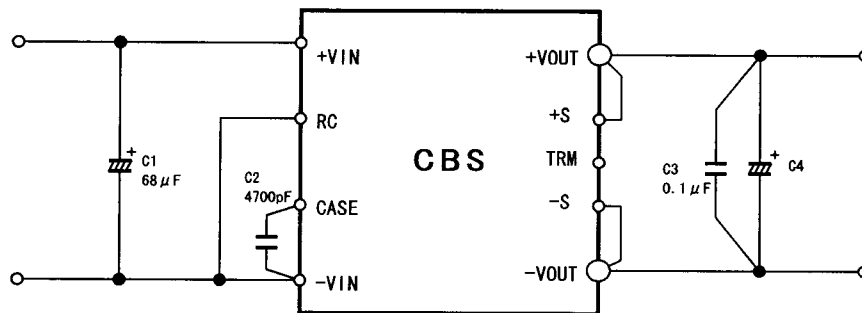 +VIN
+VOUT
RC
+S
+
C1
68μF
CBS
TRM
C2
4700pF
C3
0.1μF
+
C4
CASE
-S
-VIN
-VOUT